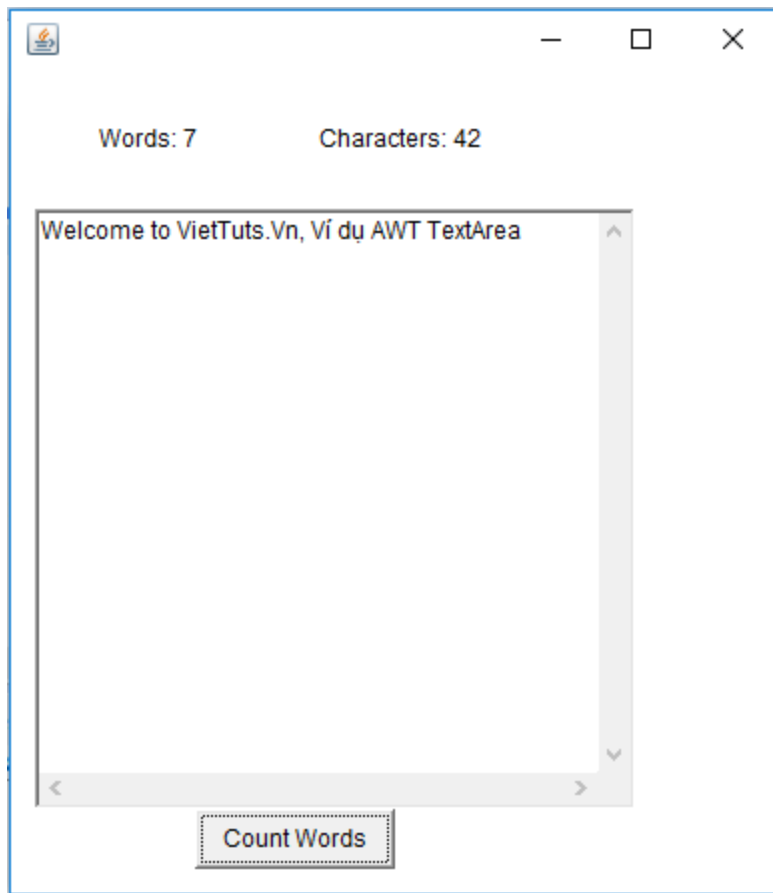 Words: 7 Characters: 42
Welcome to VietTuts.Vn, Ví dụ AWT TextArea
Count Words